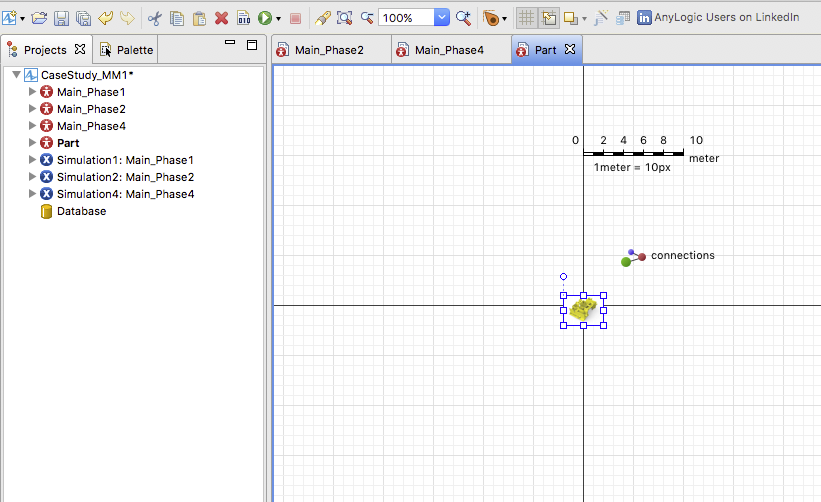 100%
AnyLogic Users on LinkedIn
Projects
Palette
Main_Phase2
Main_Phase4
Part
CaseStudy_MM1*
Main_Phase1
Main_Phase2
Main_Phase4
Part
Simulation1: Main_Phase1
Simulation2: Main_Phase2
Simulation4: Main_Phase4
Database
0 2 4 6 8 10
meter
1meter = 10px
connections